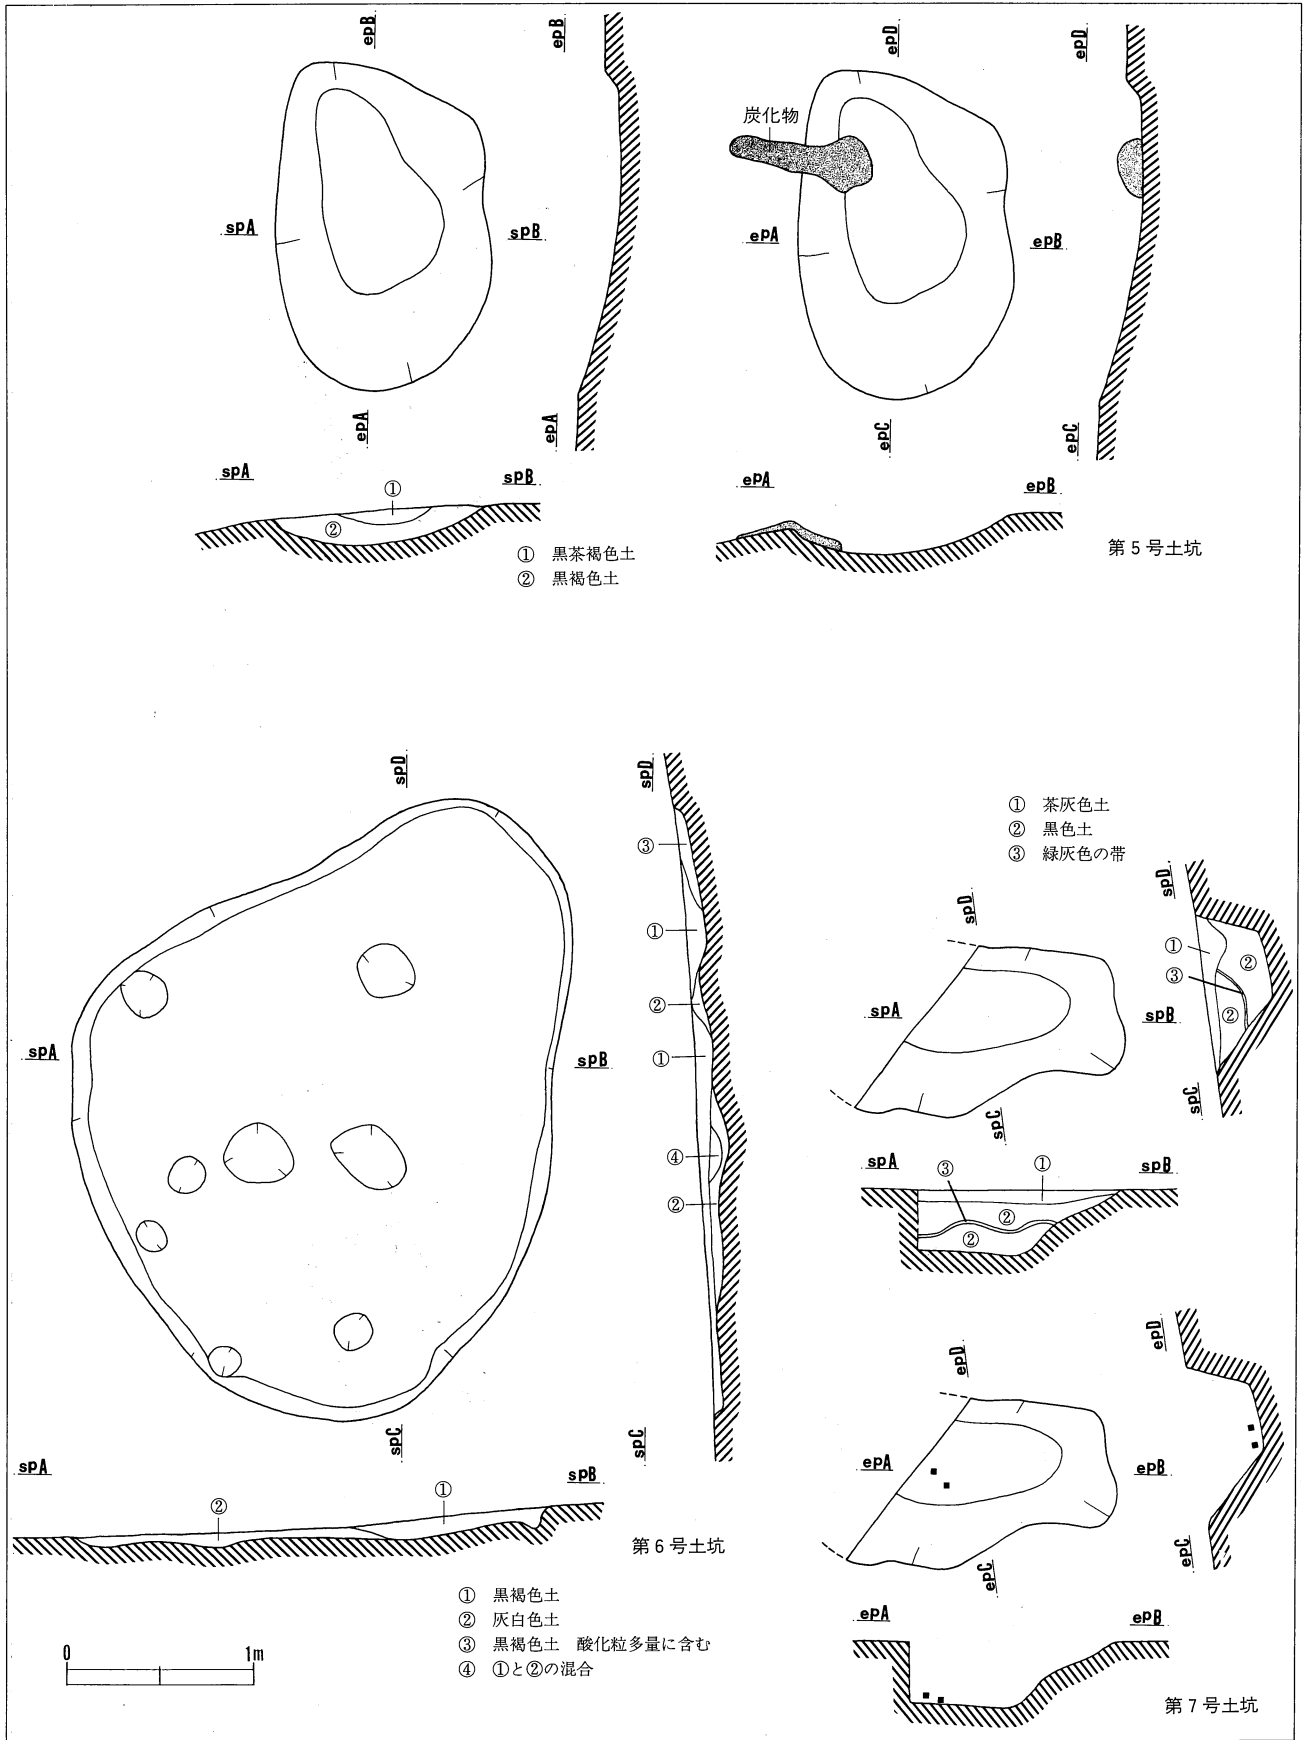 epB
epB
epD
epD
炭化物
spA
spB
epA
epB
epA
epA
epC
epC
spA
spB
①
②
epA
epB
① 黒茶褐色土
② 黒褐色土
第5号土坑
spD
spD
③
①
②
①
④
②
spA
spB
spC
spC
spA
spB
②
①
第6号土坑
① 黒褐色土
② 灰白色土
③ 黒褐色土 酸化粒多量に含む
④ ①と②の混合
0 1m
① 茶灰色土
② 黒色土
③ 緑灰色の帯
spD
spD
①
③
②
②
spA
spB
spC
spC
spA
spB
③
①
②
②
epD
epD
epA
epB
epC
epC
epA
epB
第7号土坑